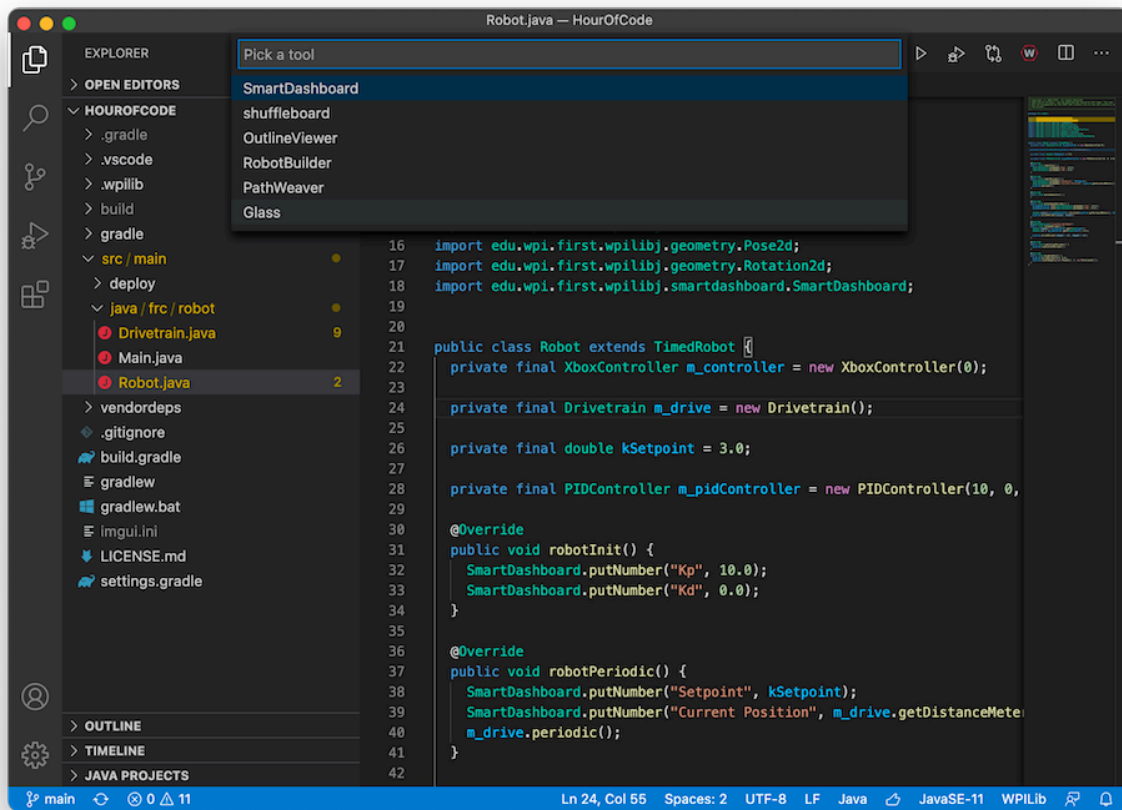 Robot.java — HourOfCode
EXPLORER
OPEN EDITORS
HOUROFCODE
.gradle
.vscode
.wpilib
build
gradle
src / main
deploy
java / frc / robot
Drivetrain.java 9
Main.java
Robot.java 2
vendordeps
.gitignore
build.gradle
gradlew
gradlew.bat
imgui.ini
LICENSE.md
settings.gradle
OUTLINE
TIMELINE
JAVA PROJECTS
Pick a tool
SmartDashboard
shuffleboard
OutlineViewer
RobotBuilder
PathWeaver
Glass
16 import edu.wpi.first.wpilibj.geometry.Pose2d;
17 import edu.wpi.first.wpilibj.geometry.Rotation2d;
18 import edu.wpi.first.wpilibj.smartdashboard.SmartDashboard;
19
20
21 public class Robot extends TimedRobot {
22 private final XboxController m_controller = new XboxController(0);
23
24 private final Drivetrain m_drive = new Drivetrain();
25
26 private final double kSetpoint = 3.0;
27
28 private final PIDController m_pidController = new PIDController(10, 0,
29
30 @Override
31 public void robotInit() {
32 SmartDashboard.putNumber("Kp", 10.0);
33 SmartDashboard.putNumber("Kd", 0.0);
34 }
35
36 @Override
37 public void robotPeriodic() {
38 SmartDashboard.putNumber("Setpoint", kSetpoint);
39 SmartDashboard.putNumber("Current Position", m_drive.getDistanceMeter
40 m_drive.periodic();
41 }
42
main 0 11 Ln 24, Col 55 Spaces: 2 UTF-8 LF Java JavaSE-11 WPILib